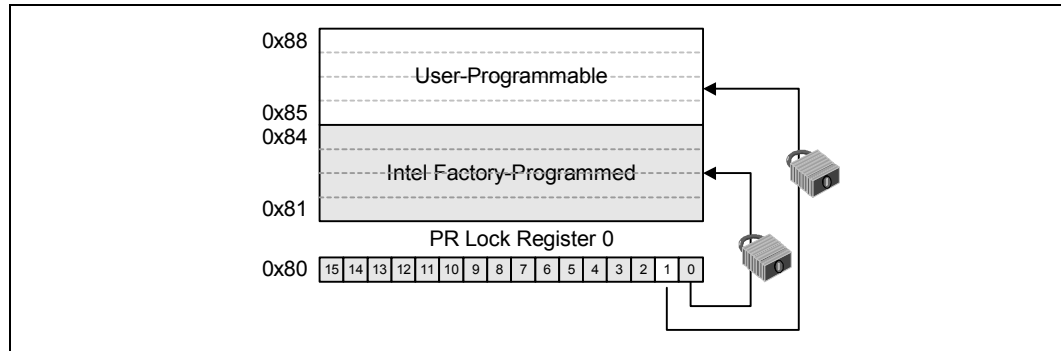 0x88
User-Programmable
0x85
0x84
Intel Factory-Programmed
0x81
PR Lock Register 0
0x80 15 14 13 12 11 10 9 8 7 6 5 4 3 2 1 0